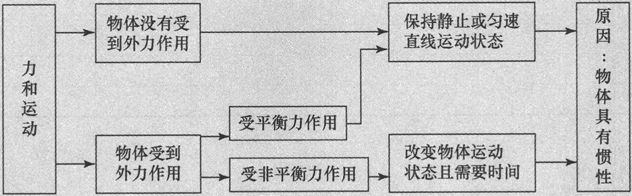 力和运动
物体没有受
到外力作用
保持静止或匀速
直线运动状态
原因：物体具有惯性
物体受到
外力作用
受平衡力作用
受非平衡力作用
改变物体运动
状态且需要时间